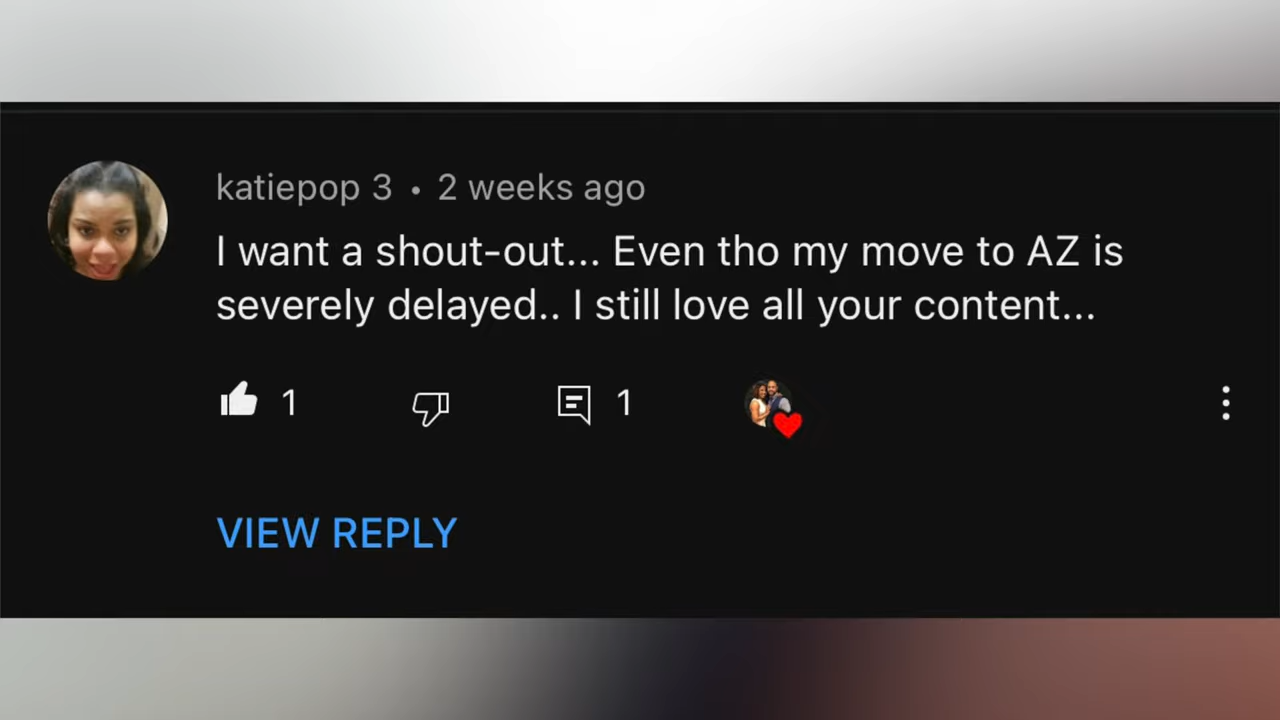 katiepop 3 • 2 weeks ago
I want a shout-out... Even tho my move to AZ is
severely delayed.. I still love all your content...
1 1
VIEW REPLY